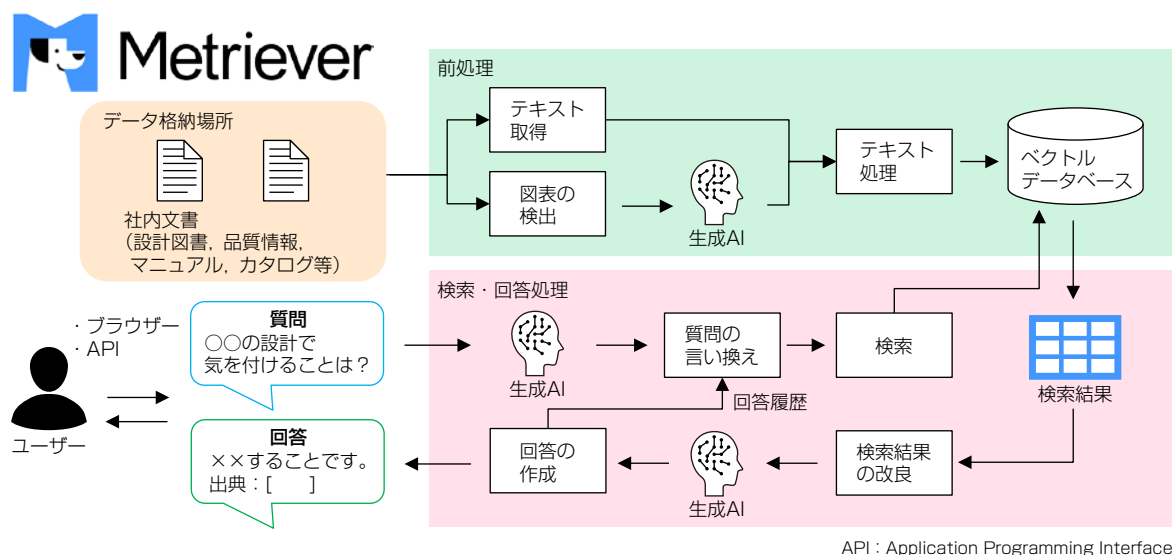 Metriever
データ格納場所
社内文書
（設計図書，品質情報，
マニュアル，カタログ等）
前処理
テキスト
取得
図表の
検出
生成AI
テキスト
処理
ベクトル
データベース
・ブラウザー
・API
ユーザー
質問
○○の設計で
気を付けることは？
回答
××することです。
出典：[　　]
検索・回答処理
生成AI
質問の
言い換え
検索
検索結果
回答履歴
回答の
作成
生成AI
検索結果
の改良
API：Application Programming Interface